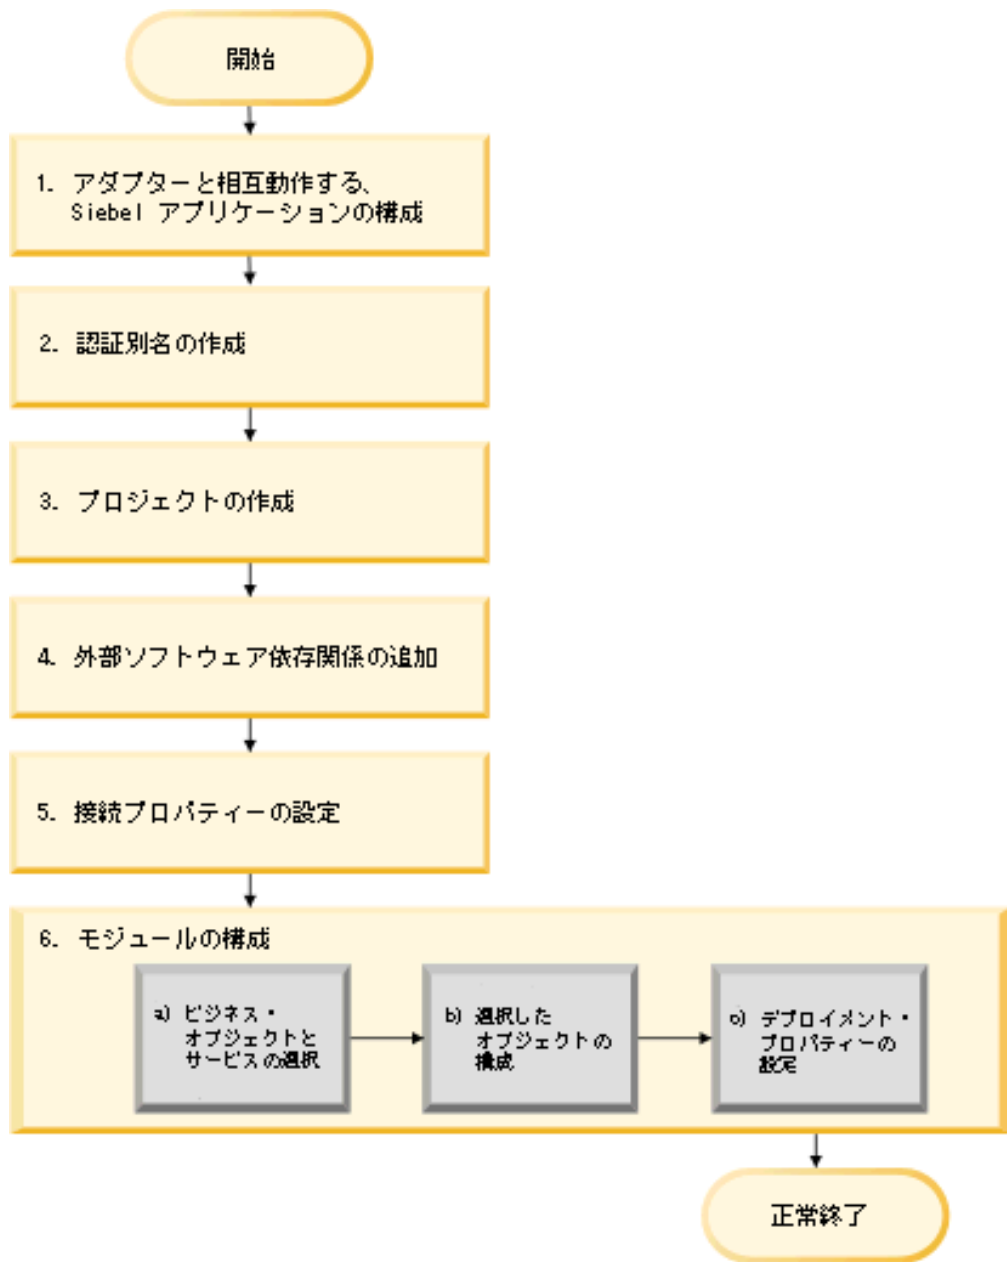 開始
1. アダプターと相互動作する、
Siebel アプリケーションの構成
2. 認証別名の作成
3. プロジェクトの作成
4. 外部ソフトウェア依存関係の追加
5. 接続プロパティーの設定
6. モジュールの構成
a) ビジネス・
オブジェクトと
サービスの選択
b) 選択した
オブジェクトの
構成
c) デプロイメント・
プロパティーの
設定
正常終了